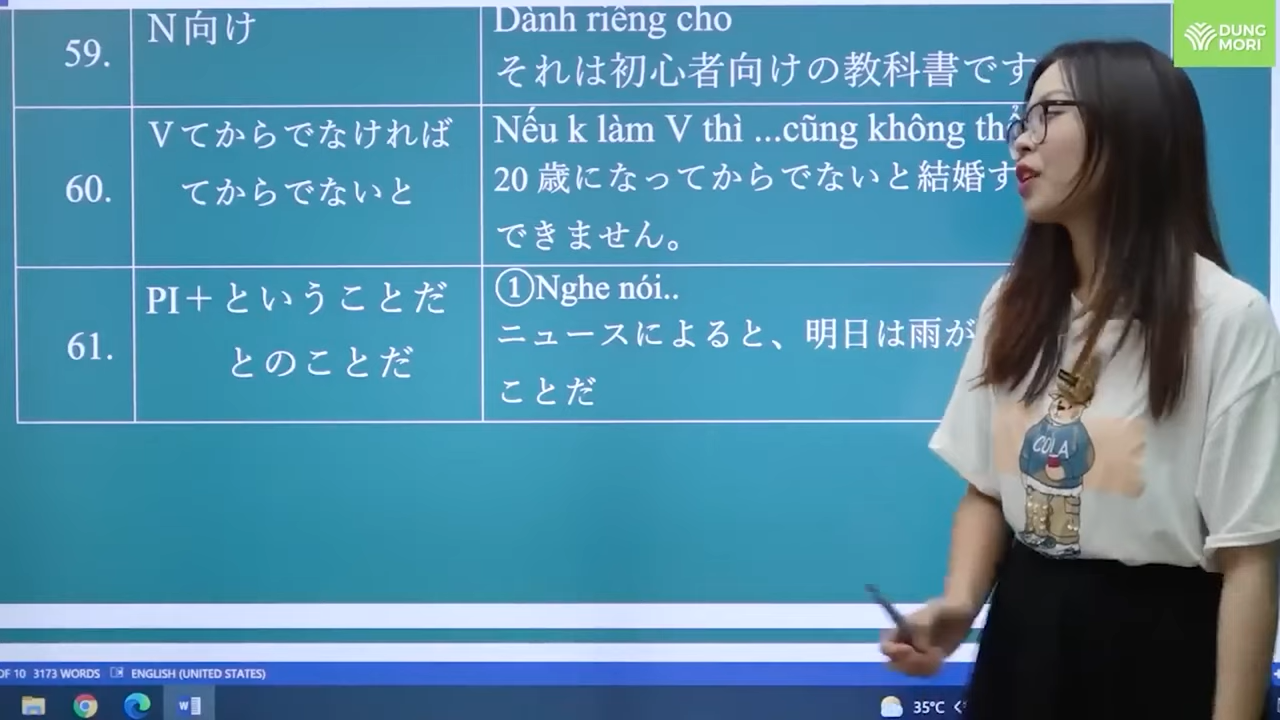 DUNG
MORI
59.
N向け
Dành riêng cho
それは初心者向けの教科書です
60.
Vてからでなければ
てからでないと
Nếu k làm V thì ...cũng không
20歳になってからでないと結婚す
できません。
61.
PI+ということだ
とのことだ
①Nghe nói..
ニュースによると、明日は雨が
ことだ
COLA
OF 10 3173 WORDS ENGLISH (UNITED STATES)
35°C